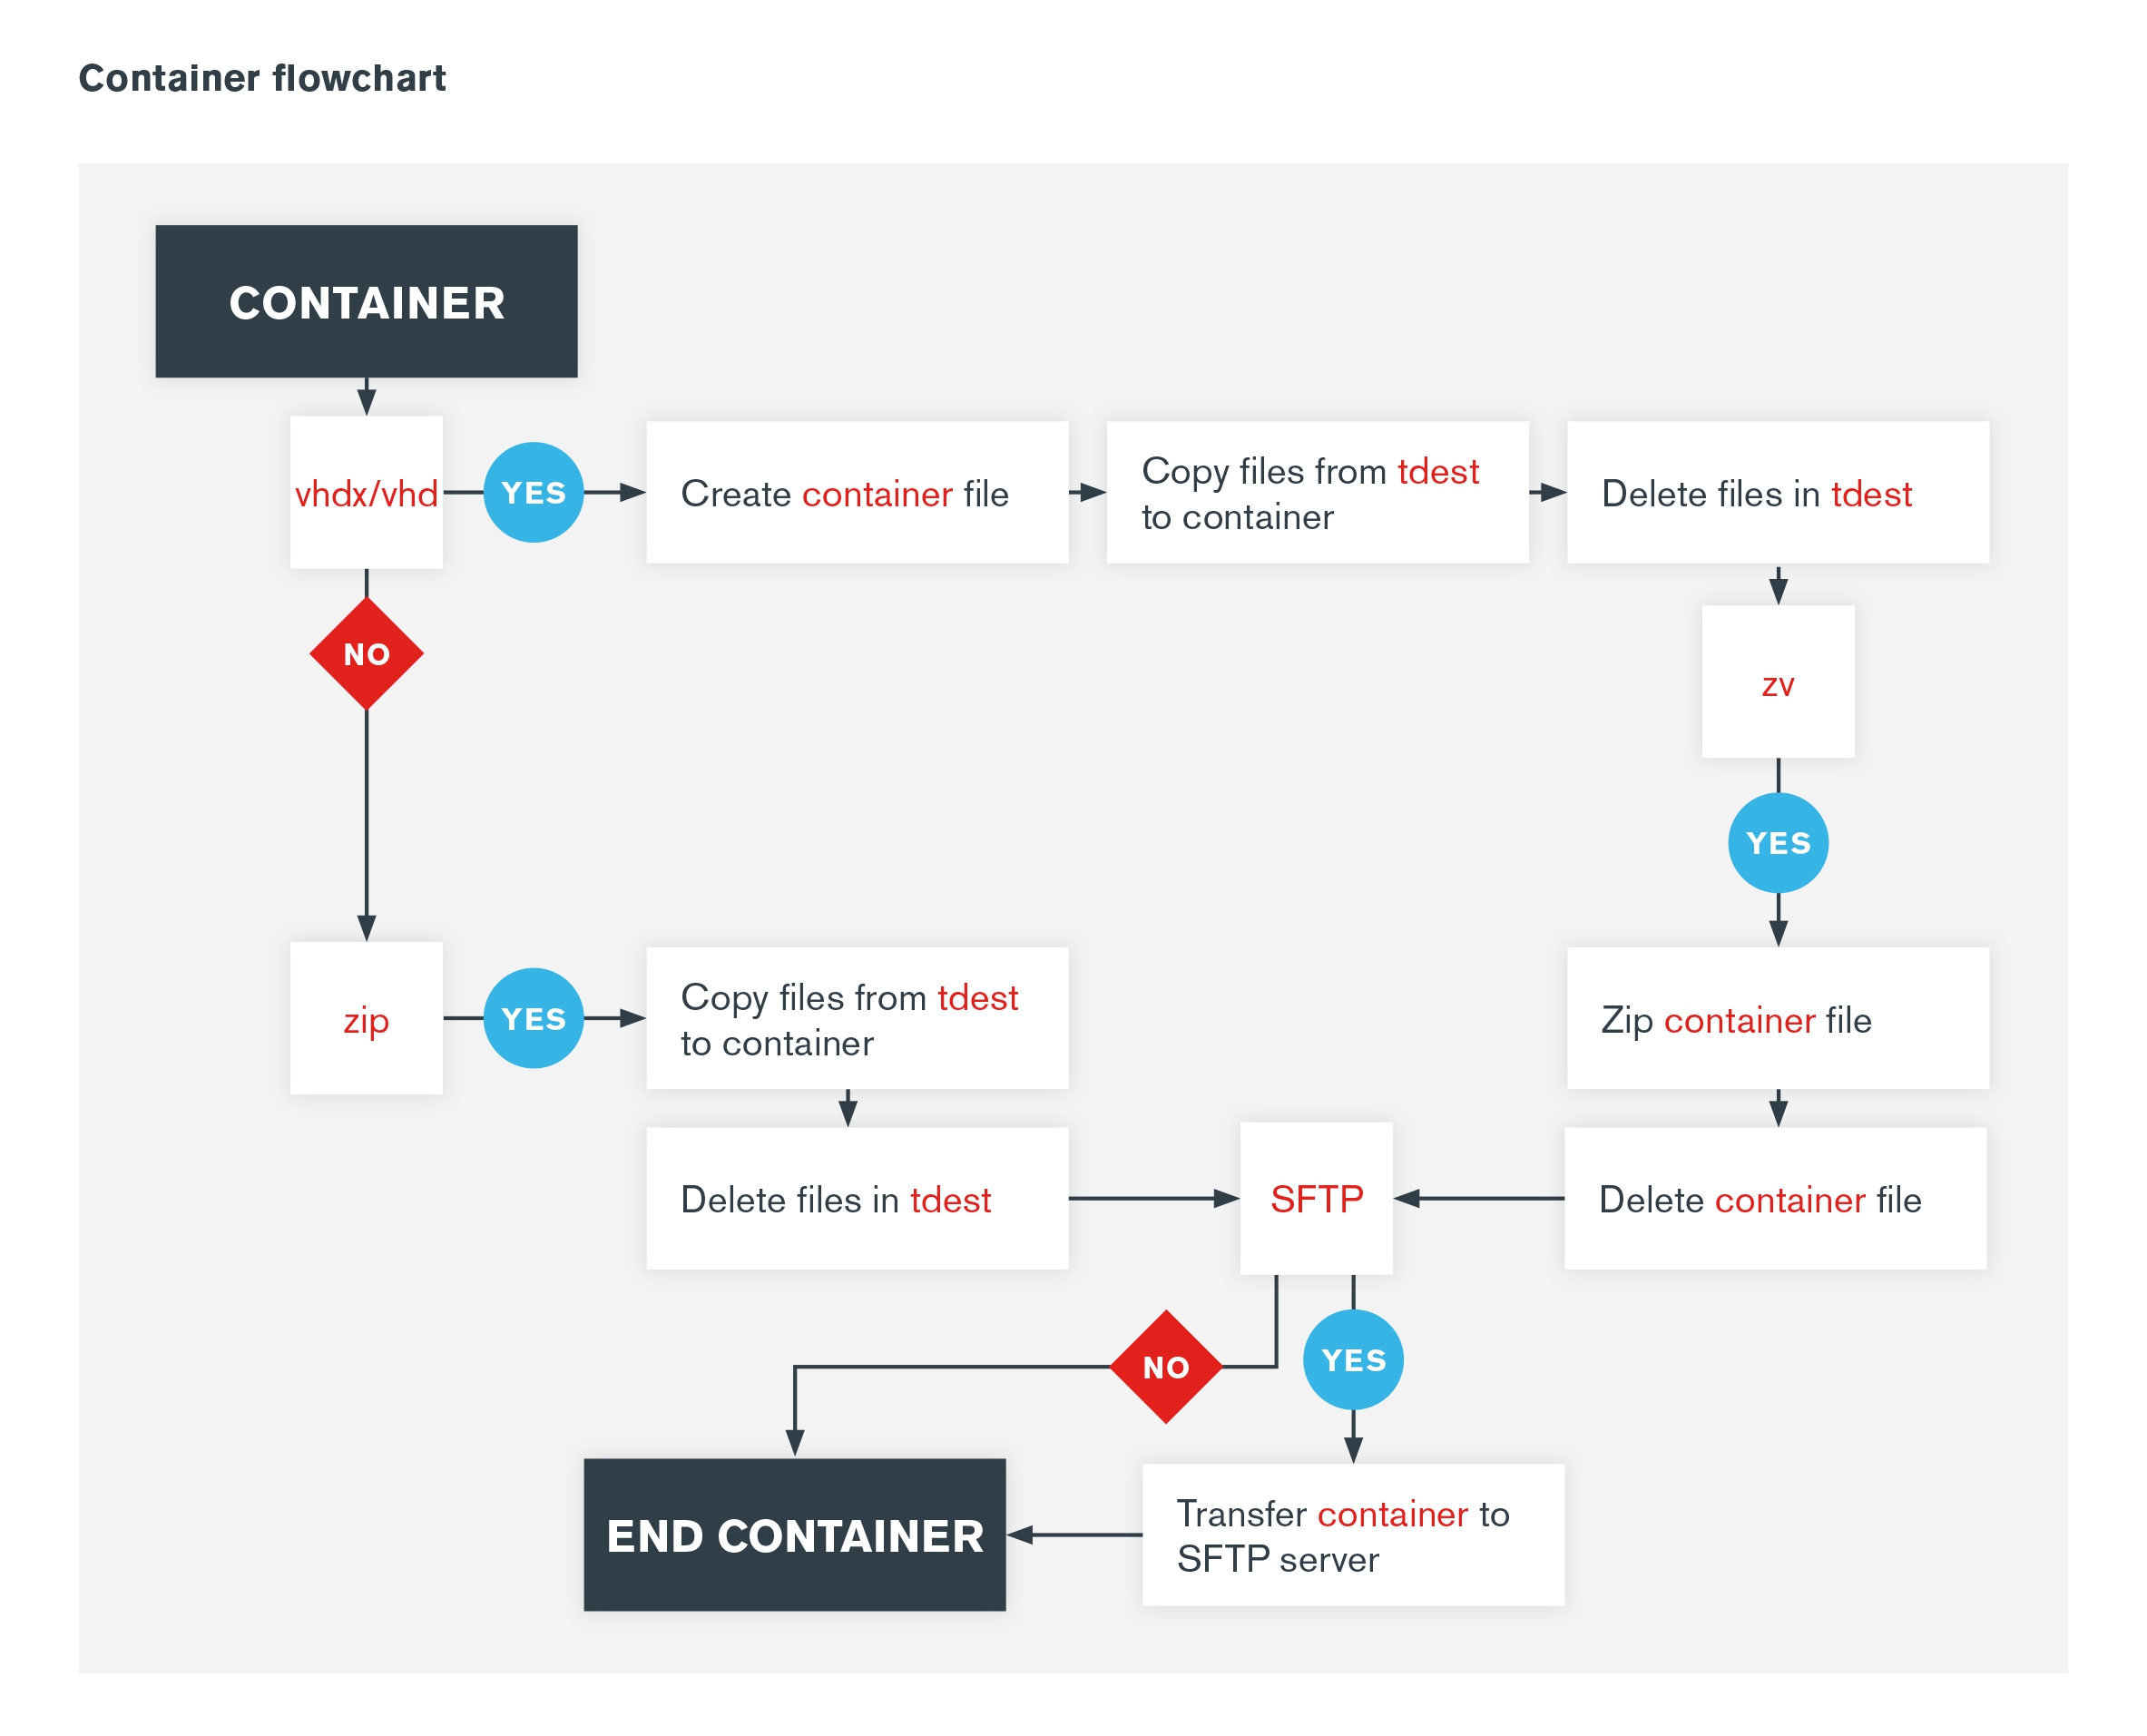 Container flowchart
CONTAINER
vhdx/vhd
YES
Create container file
Copy files from tdest
to container
Delete files in tdest
NO
zv
YES
zip
YES
Copy files from tdest
to container
Zip container file
Delete files in tdest
SFTP
Delete container file
NO
YES
END CONTAINER
Transfer container to
SFTP server